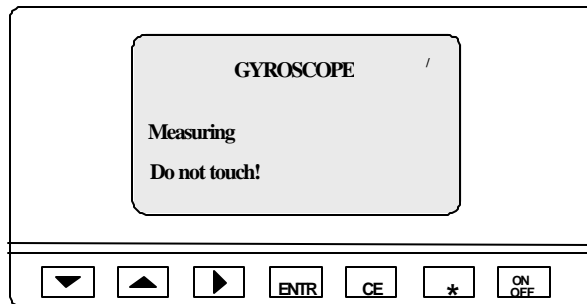 GYROSCOPE /
Measuring
Do not touch!
ENTR CE * ON
OFF